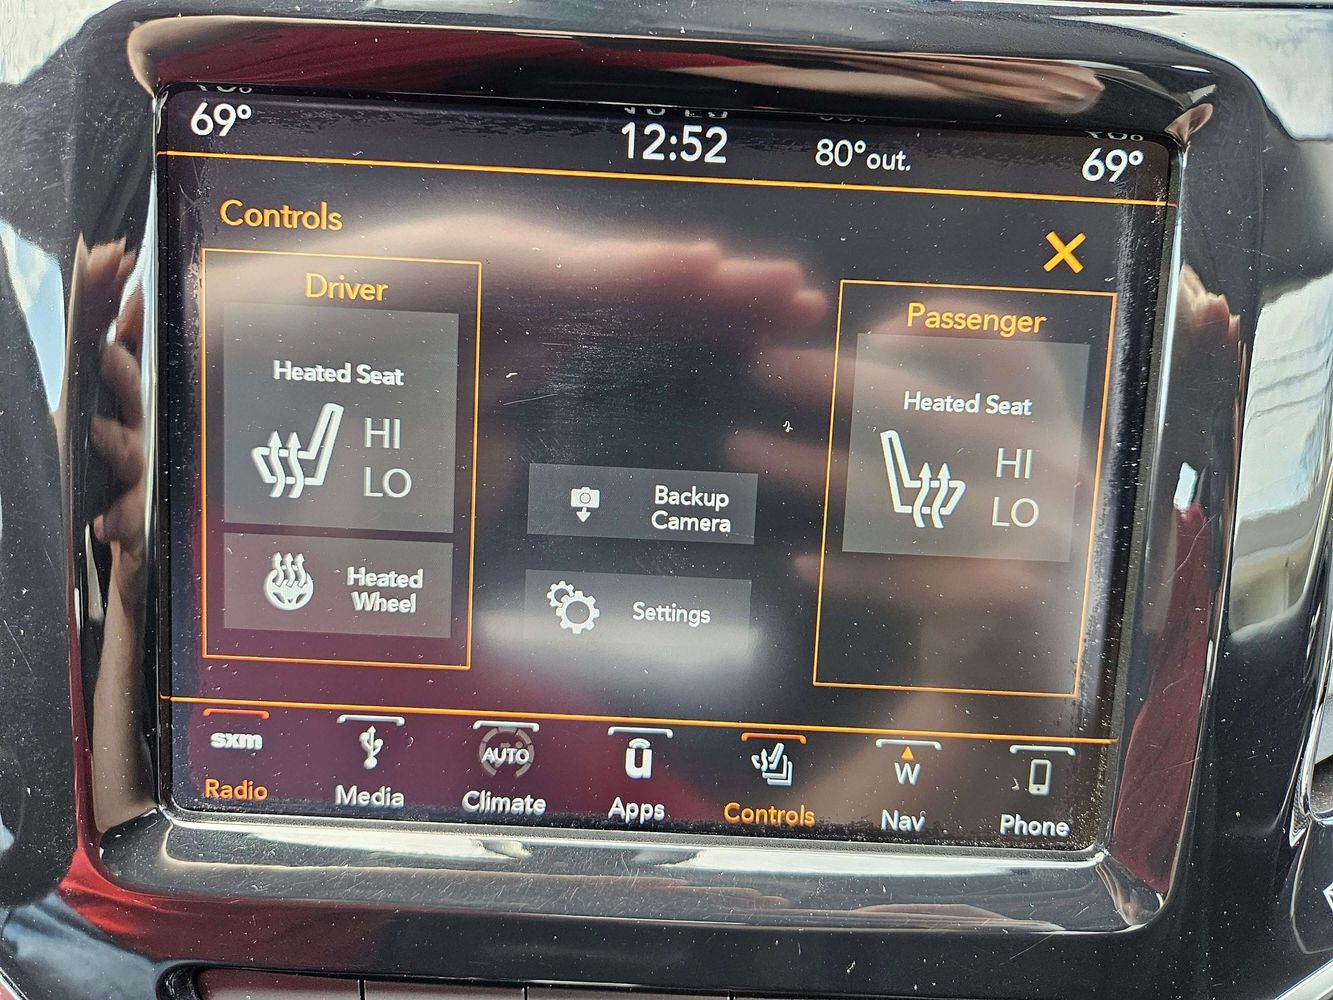 69° 12:52 80° out. 69°
Controls
Driver
Heated Seat
HI
LO
Heated
Wheel
Backup
Camera
Settings
Passenger
Heated Seat
HI
LO
sxm AUTO u W
Radio Media Climate Apps Controls Nav Phone